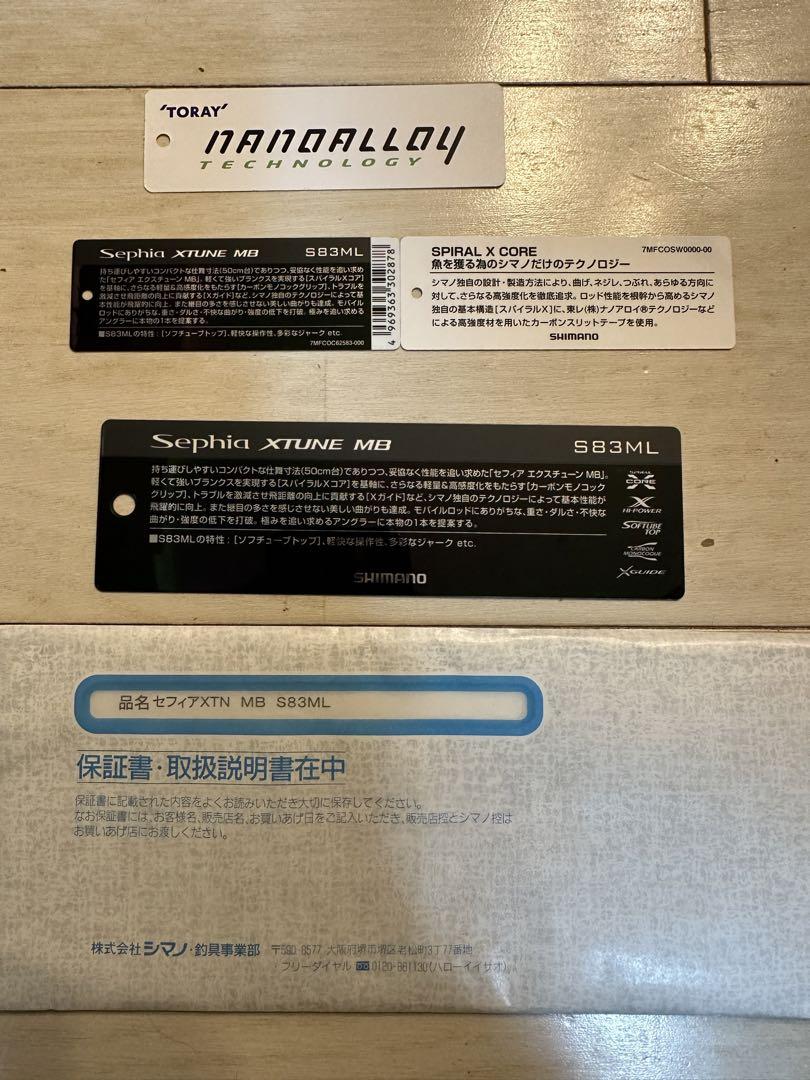 'TORAY'
NANOALLOY
TECHNOLOGY
Sephia XTUNE MB S83ML
持ち運びしやすいコンパクトな仕舞寸法(50cm台)でありつつ、妥協なく性能を追い求め
た「セフィア エクスチューン MB」。軽くて強いブランクスを実現する[スパイラルXコア]
を基軸に、さらなる軽量&高感度化をもたらす[カーボンモノコックグリップ]、トラブルを
激減させ飛距離の向上に貢献する[Xガイド]など、シマノ独自のテクノロジーによって基
本性能が飛躍的に向上。また継目の多さを感じさせない美しい曲がりも達成。モバイル
ロッドにありがちな、重さ・ダルさ・不快な曲がり・強度の低下を打破。極みを追い求める
アングラーに本物の1本を提案する。
■S83MLの特性:[ソフチューブトップ]、軽快な操作性、多彩なジャーク etc.
7MFCOC62583-000
4 969363 302878
SPIRAL X CORE 7MFCOSW0000-00
魚を獲る為のシマノだけのテクノロジー
シマノ独自の設計・製造方法により、曲げ、ネジレ、つぶれ、あらゆる方向に
対して、さらなる高強度化を徹底追求。ロッド性能を根幹から高めるシマノ
独自の基本構造[スパイラルX]に、東レ(株)ナノアロイ®テクノロジーなど
による高強度材を用いたカーボンスリットテープを使用。
SHIMANO
Sephia XTUNE MB S83ML
持ち運びしやすいコンパクトな仕舞寸法(50cm台)でありつつ、妥協なく性能を追い求めた「セフィア エクスチューン MB」。
軽くて強いブランクスを実現する[スパイラルXコア]を基軸に、さらなる軽量&高感度化をもたらす[カーボンモノコック
グリップ]、トラブルを激減させ飛距離の向上に貢献する[Xガイド]など、シマノ独自のテクノロジーによって基本性能が
飛躍的に向上。また継目の多さを感じさせない美しい曲がりも達成。モバイルロッドにありがちな、重さ・ダルさ・不快な
曲がり・強度の低下を打破。極みを追い求めるアングラーに本物の1本を提案する。
■S83MLの特性:[ソフチューブトップ]、軽快な操作性、多彩なジャーク etc.
SPIRAL
X CORE
X
HI-POWER
SOFTUBE
TOP
CARBON
MONOCOQUE
XGUIDE
SHIMANO
品名 セフィアXTN MB S83ML
保証書・取扱説明書在中
保証書に記載された内容をよくお読みいただき大切に保存してください。
なお保証書には、お客様名、販売店名、お買いあげ日をご記入いただき、販売店控とシマノ控は
お買いあげ店にお渡しください。
株式会社シマノ・釣具事業部 〒590-8577 大阪府堺市堺区老松町3丁77番地
フリーダイヤル 0120-861130(ハローイイサオ)